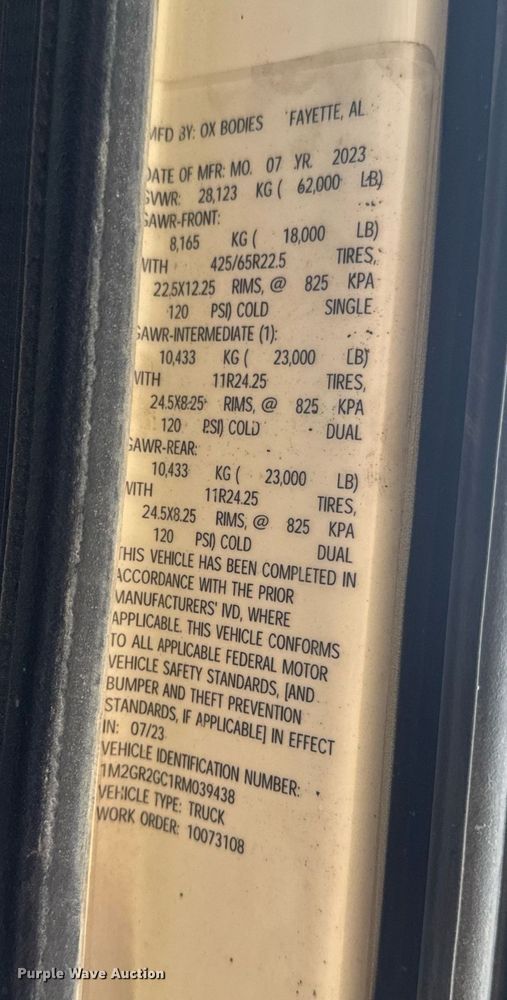 MFD BY: OX BODIES FAYETTE, AL
DATE OF MFR: MO. 07 YR. 2023
GVWR: 28,123 KG ( 62,000 LB)
GAWR-FRONT:
8,165 KG ( 18,000 LB)
WITH 425/65R22.5 TIRES,
22.5X12.25 RIMS, @ 825 KPA
120 PSI) COLD SINGLE
GAWR-INTERMEDIATE (1):
10,433 KG ( 23,000 LB)
WITH 11R24.25 TIRES,
24.5X8.25 RIMS, @ 825 KPA
120 PSI) COLD DUAL
GAWR-REAR:
10,433 KG ( 23,000 LB)
WITH 11R24.25 TIRES,
24.5X8.25 RIMS, @ 825 KPA
120 PSI) COLD DUAL
THIS VEHICLE HAS BEEN COMPLETED IN
ACCORDANCE WITH THE PRIOR
MANUFACTURERS' IVD, WHERE
APPLICABLE. THIS VEHICLE CONFORMS
TO ALL APPLICABLE FEDERAL MOTOR
VEHICLE SAFETY STANDARDS, [AND
BUMPER AND THEFT PREVENTION
STANDARDS, IF APPLICABLE] IN EFFECT
IN: 07/23
VEHICLE IDENTIFICATION NUMBER:
1M2GR2GC1RM039438
VEHICLE TYPE: TRUCK
WORK ORDER: 10073108
Purple Wave Auction